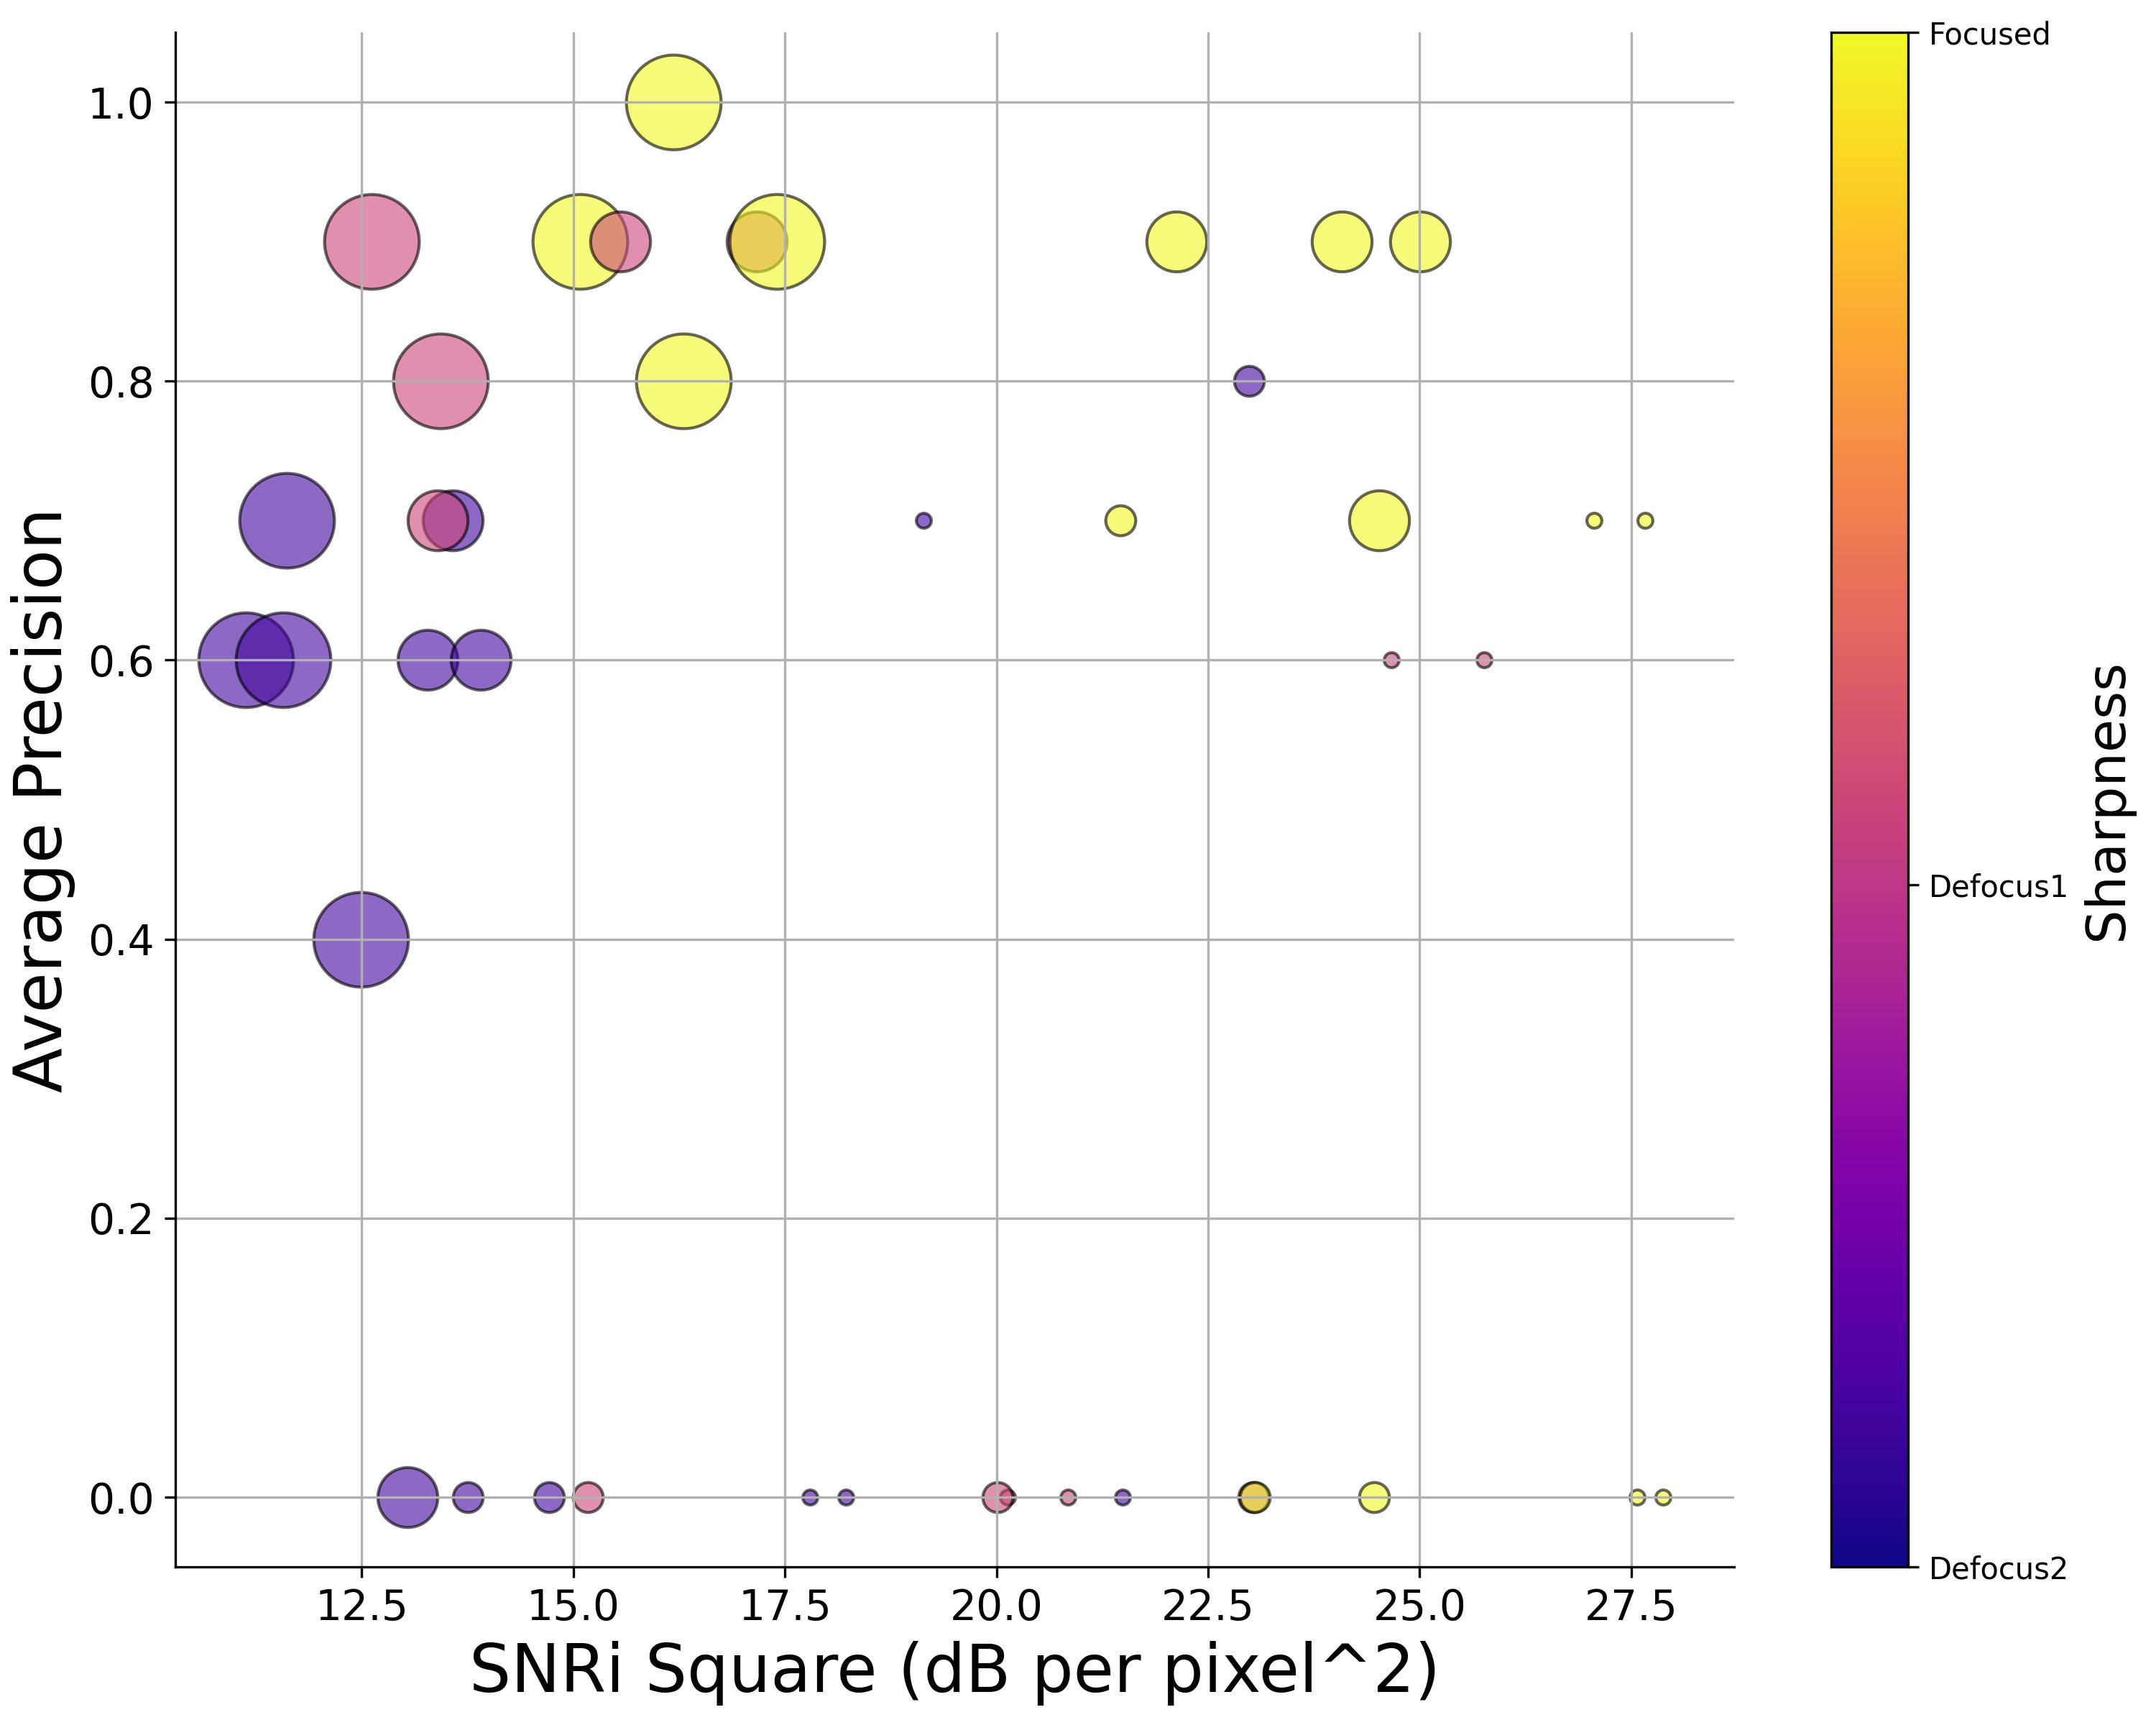 Average Precision
1.0
0.8
0.6
0.4
0.2
0.0
12.5 15.0 17.5 20.0 22.5 25.0 27.5
SNRi Square (dB per pixel^2)
Focused
Defocus1
Defocus2
Sharpness